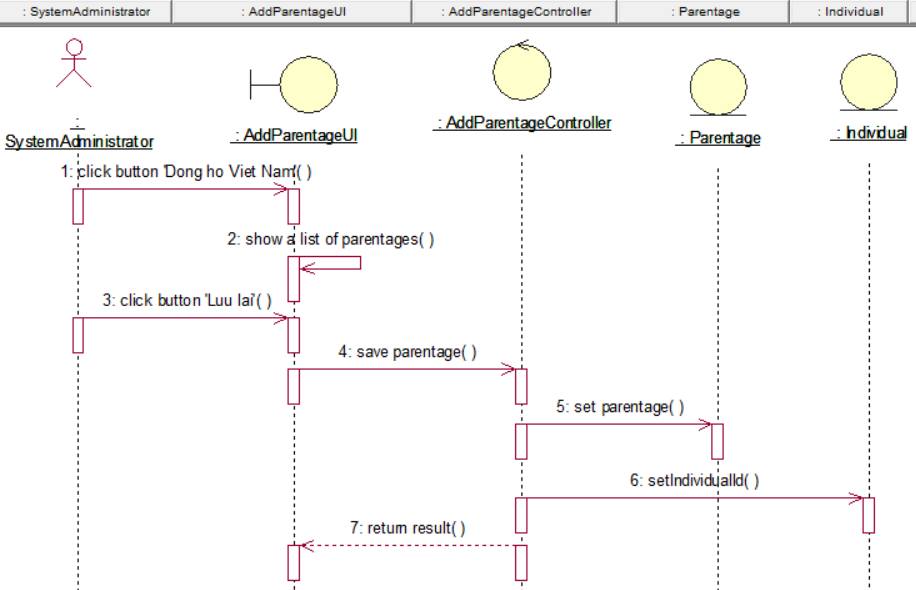 : SystemAdministrator
: AddParentageUI
: AddParentageController
: Parentage
: Individual
:
SystemAdministrator
: AddParentageUI
: AddParentageController
: Parentage
: Individual
1: click button 'Dong ho Viet Nam'( )
2: show a list of parentages( )
3: click button 'Luu lai'( )
4: save parentage( )
5: set parentage( )
6: setIndividualId( )
7: return result( )